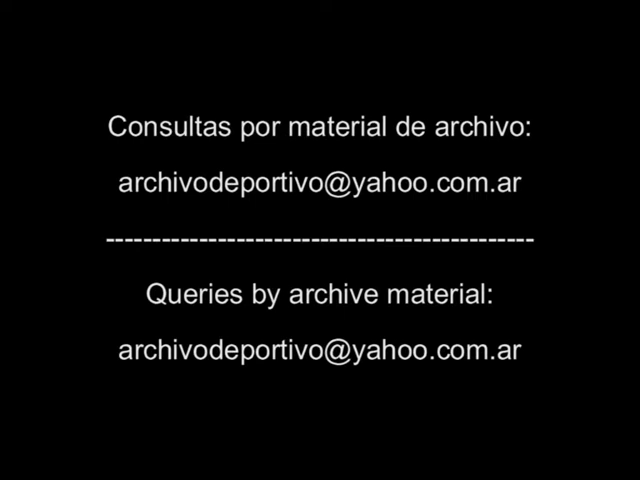 Consultas por material de archivo:
archivodeportivo@yahoo.com.ar
----------------------------------------------
Queries by archive material:
archivodeportivo@yahoo.com.ar